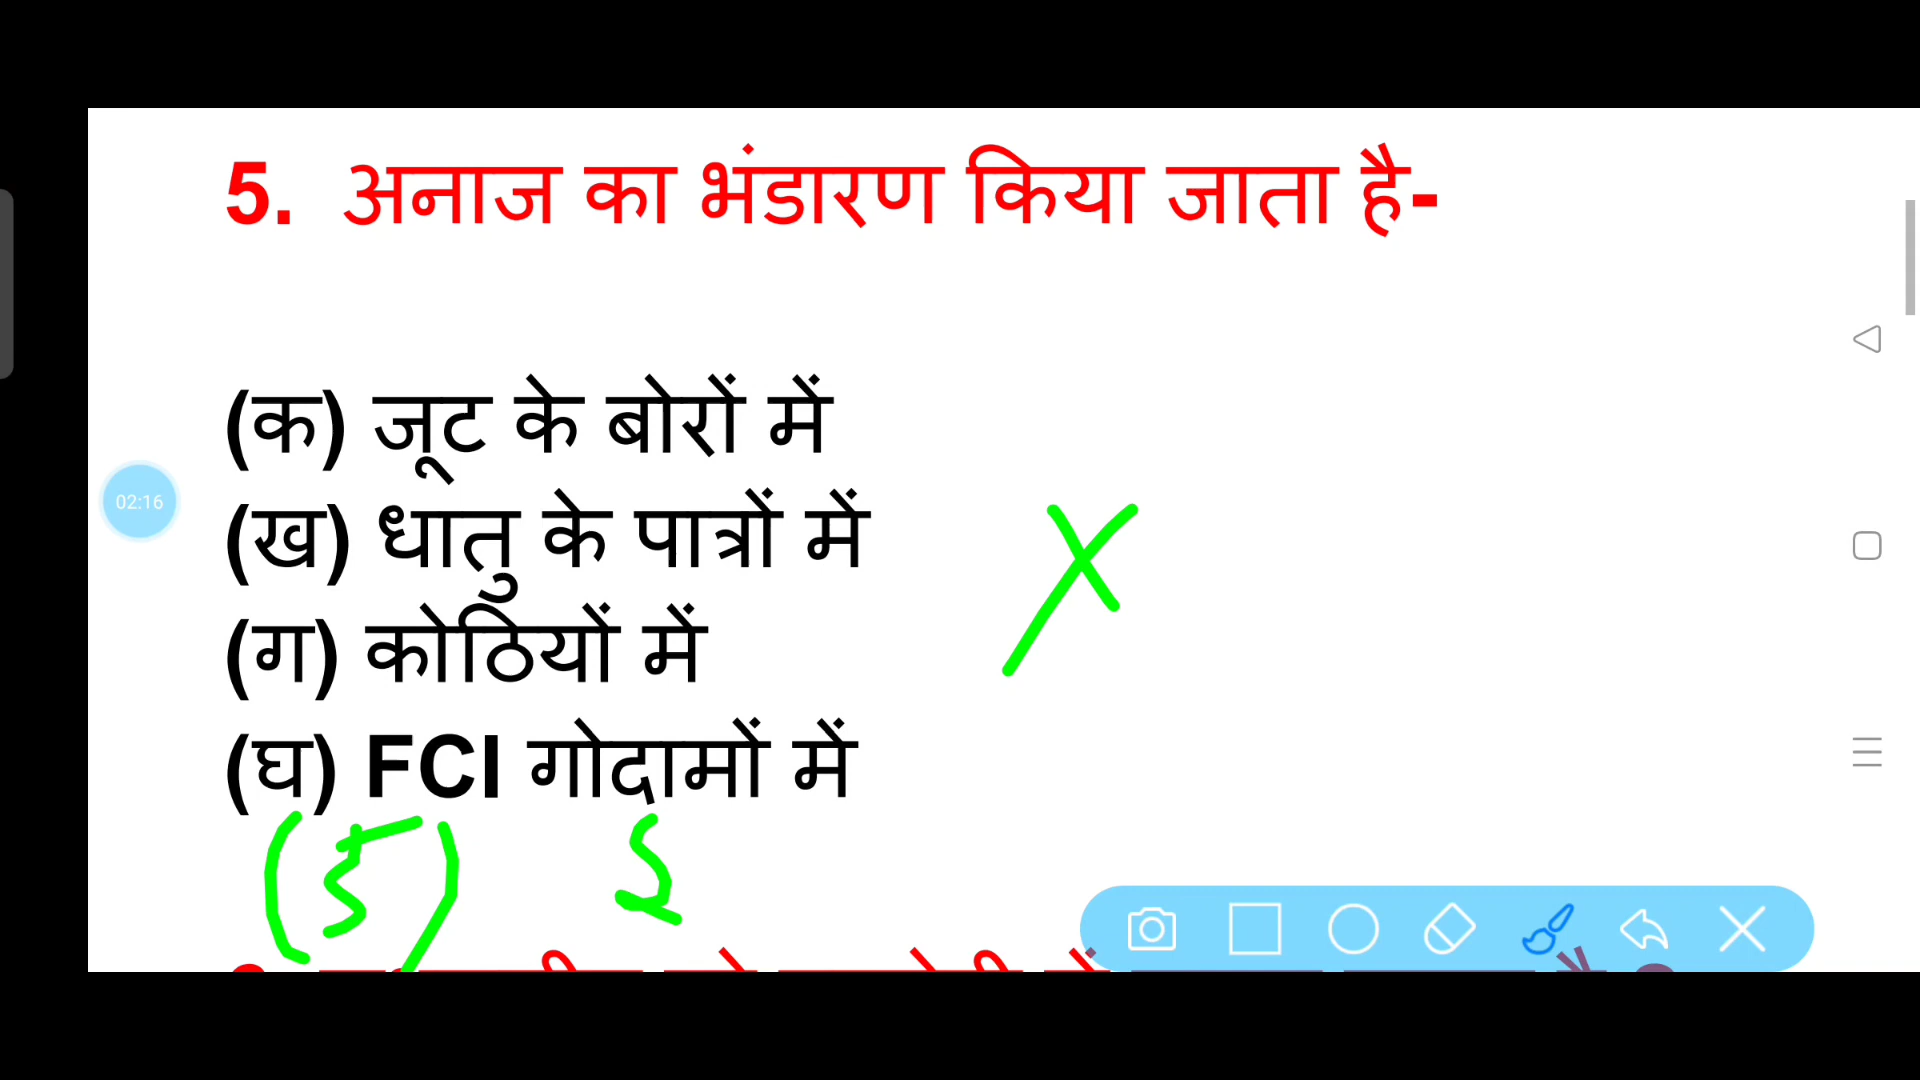 5. अनाज का भंडारण किया जाता है-
(क) जूट के बोरों में
02:16
(ख) धातु के पात्रों में
(ग) कोठियों में
(घ) FCI गोदामों में